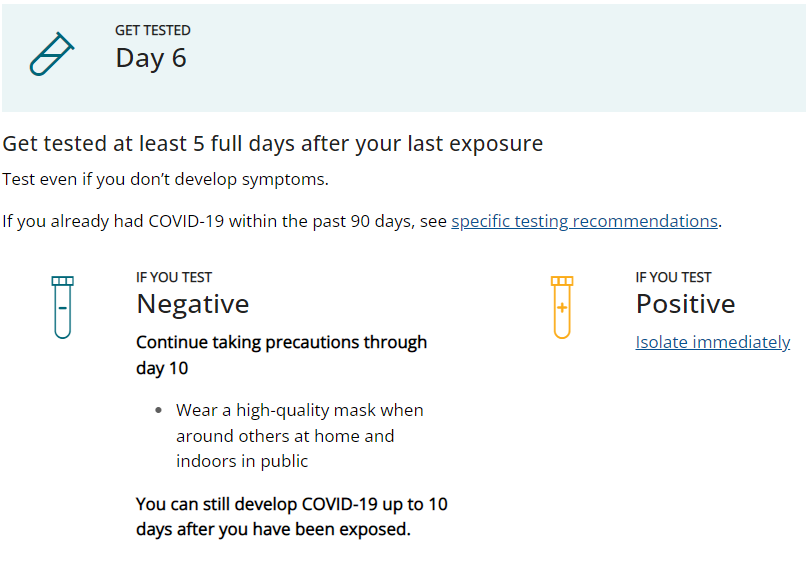 GET TESTED
Day 6
Get tested at least 5 full days after your last exposure
Test even if you don’t develop symptoms.
If you already had COVID-19 within the past 90 days, see specific testing recommendations.
IF YOU TEST
Negative
Continue taking precautions through
day 10
• Wear a high-quality mask when
around others at home and
indoors in public
You can still develop COVID-19 up to 10
days after you have been exposed.
IF YOU TEST
Positive
Isolate immediately